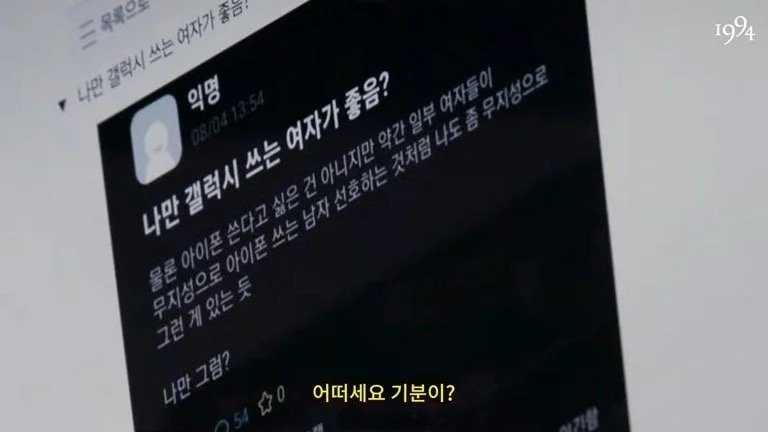 목록으로
1994
나만 갤럭시 쓰는 여자가 좋음?
익명
08/04 13:54
나만 갤럭시 쓰는 여자가 좋음?
물론 아이폰 쓴다고 싫은 건 아니지만 약간 일부 여자들이
무지성으로 아이폰 쓰는 남자 선호하는 것처럼 나도 좀 무지성으로
그런 게 있는 듯
나만 그럼?
54 0
어떠세요 기분이?